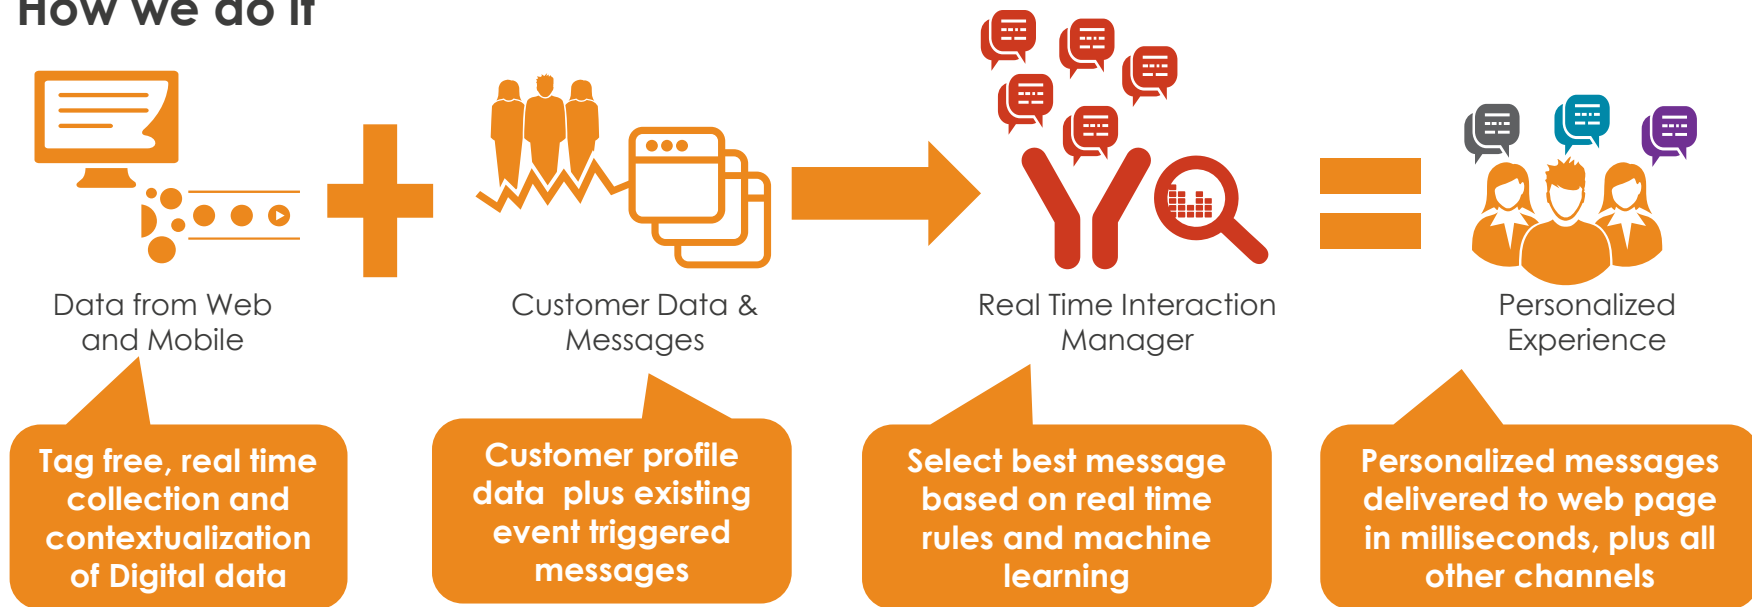 How we do it
Data from Web
and Mobile
Customer Data &
Messages
Real Time Interaction
Manager
Personalized
Experience
Tag free, real time
collection and
contextualization
of Digital data
Customer profile
data plus existing
event triggered
messages
Select best message
based on real time
rules and machine
learning
Personalized messages
delivered to web page
in milliseconds, plus all
other channels